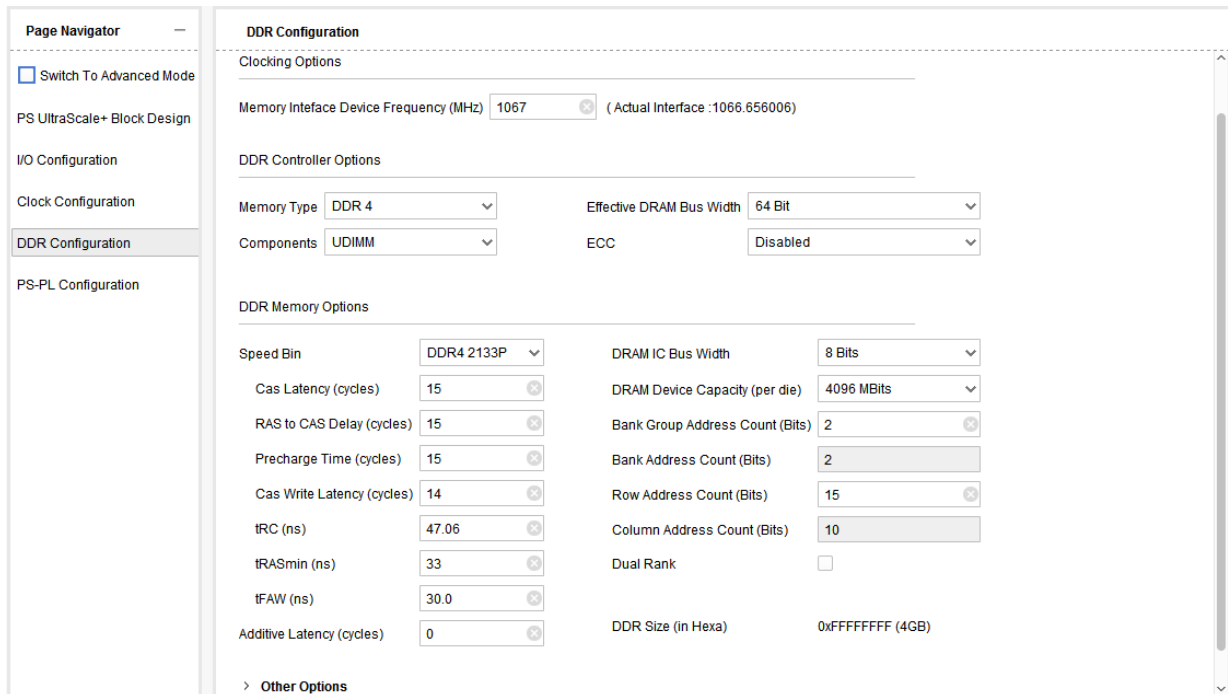 Page Navigator
Switch To Advanced Mode
PS UltraScale+ Block Design
I/O Configuration
Clock Configuration
DDR Configuration
PS-PL Configuration
DDR Configuration
Clocking Options
Memory Inteface Device Frequency (MHz) 1067 ( Actual Interface :1066.656006)
DDR Controller Options
Memory Type DDR 4 Effective DRAM Bus Width 64 Bit
Components UDIMM ECC Disabled
DDR Memory Options
Speed Bin DDR4 2133P DRAM IC Bus Width 8 Bits
Cas Latency (cycles) 15 DRAM Device Capacity (per die) 4096 MBits
RAS to CAS Delay (cycles) 15 Bank Group Address Count (Bits) 2
Precharge Time (cycles) 15 Bank Address Count (Bits) 2
Cas Write Latency (cycles) 14 Row Address Count (Bits) 15
tRC (ns) 47.06 Column Address Count (Bits) 10
tRASmin (ns) 33 Dual Rank
tFAW (ns) 30.0
Additive Latency (cycles) 0 DDR Size (in Hexa) 0xFFFFFFFF (4GB)
Other Options